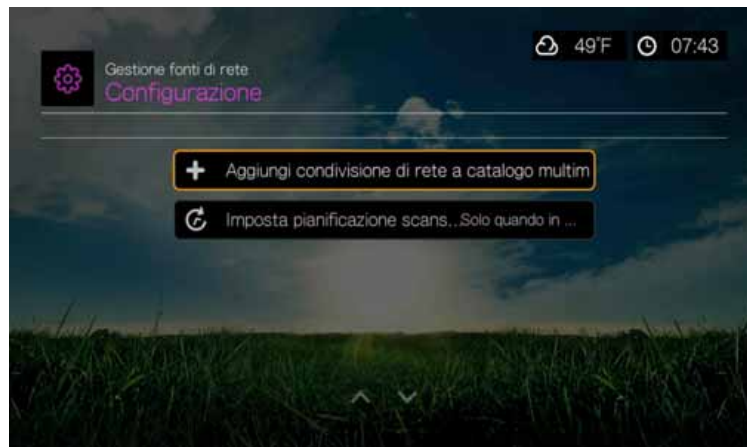 49°F 07:43
Gestione fonti di rete
Configurazione
Aggiungi condivisione di rete a catalogo multim
Imposta pianificazione scans..Solo quando in ...